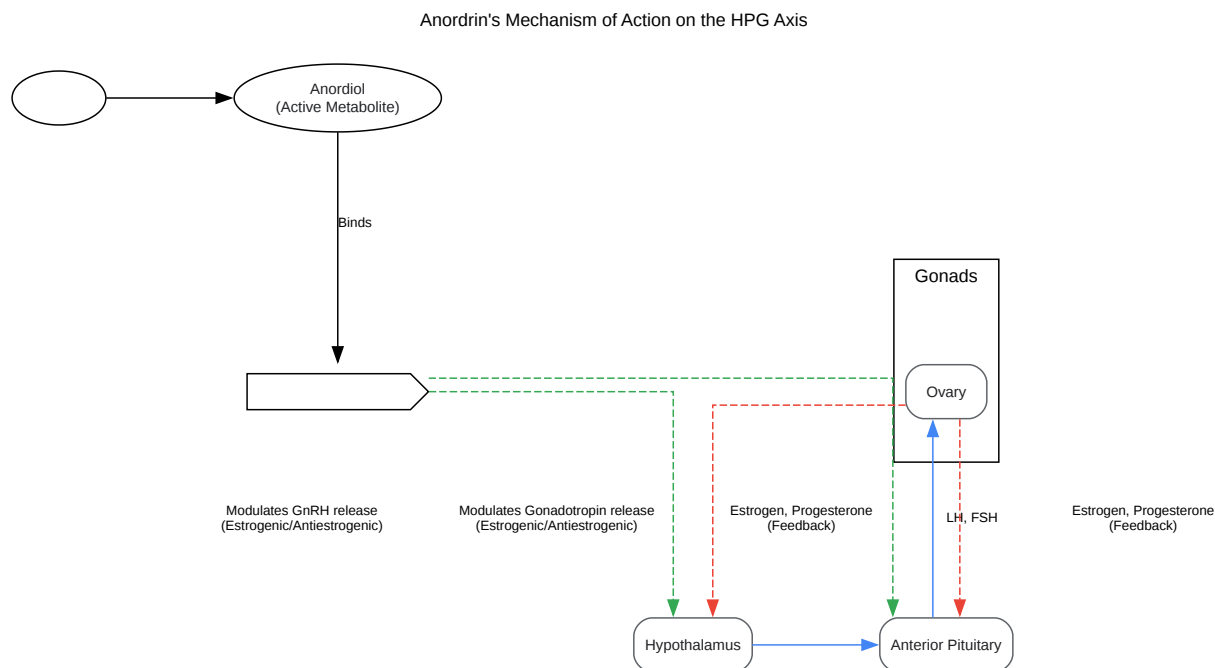 Anordrin's Mechanism of Action on the HPG Axis
Anordiol
(Active Metabolite)
Binds
Gonads
Ovary
Modulates GnRH release
(Estrogenic/Antiestrogenic)
Modulates Gonadotropin release
(Estrogenic/Antiestrogenic)
Estrogen, Progesterone
(Feedback)
LH, FSH
Estrogen, Progesterone
(Feedback)
Hypothalamus
Anterior Pituitary